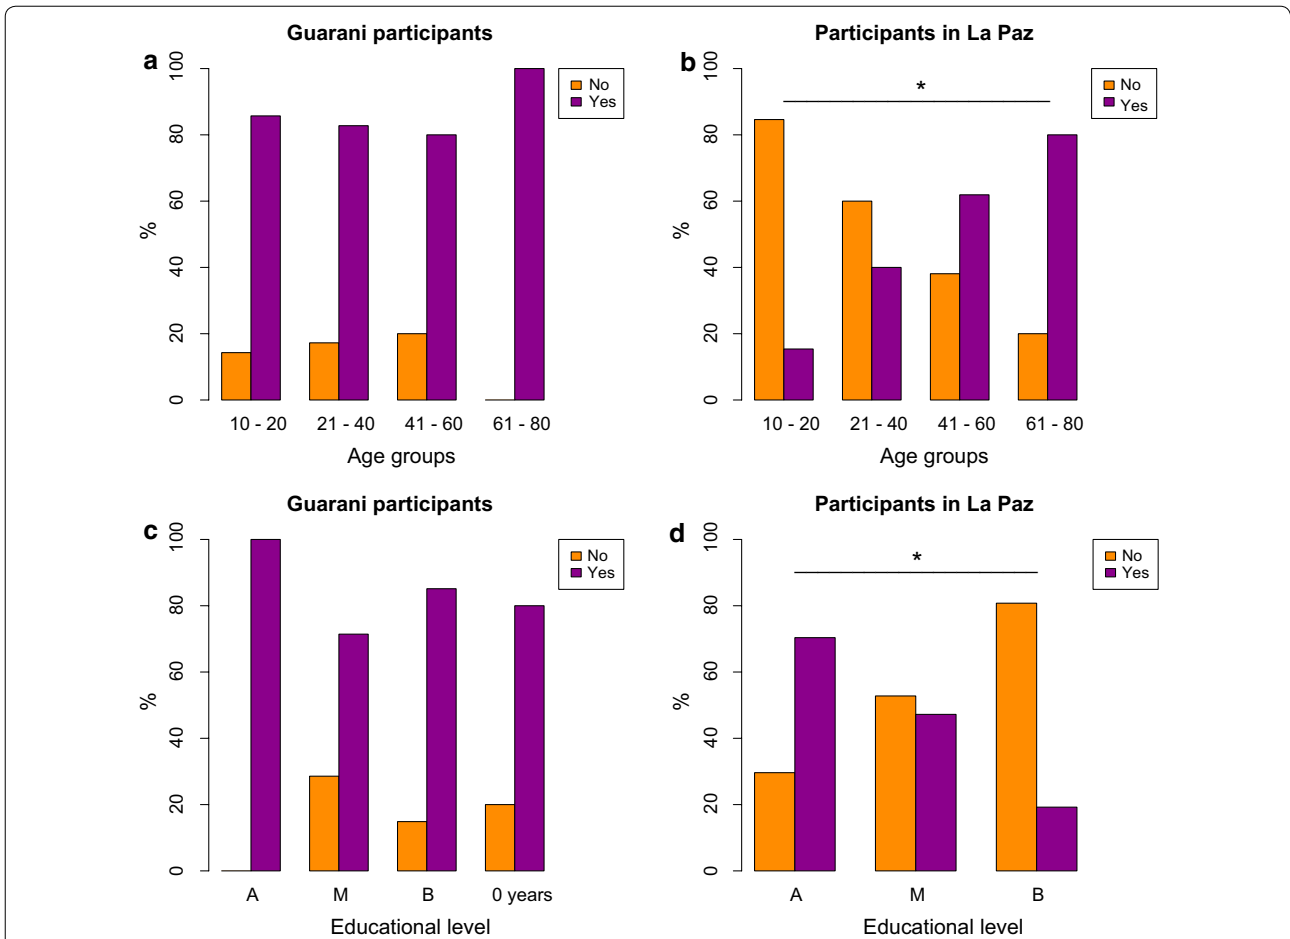 Guarani participants
a
No
Yes
100
80
60
40
20
0
%
10 - 20
21 - 40
41 - 60
61 - 80
Age groups
Participants in La Paz
b
*
No
Yes
100
80
60
40
20
0
%
10 - 20
21 - 40
41 - 60
61 - 80
Age groups
Guarani participants
c
No
Yes
100
80
60
40
20
0
%
A
M
B
0 years
Educational level
Participants in La Paz
d
*
No
Yes
100
80
60
40
20
0
%
A
M
B
Educational level